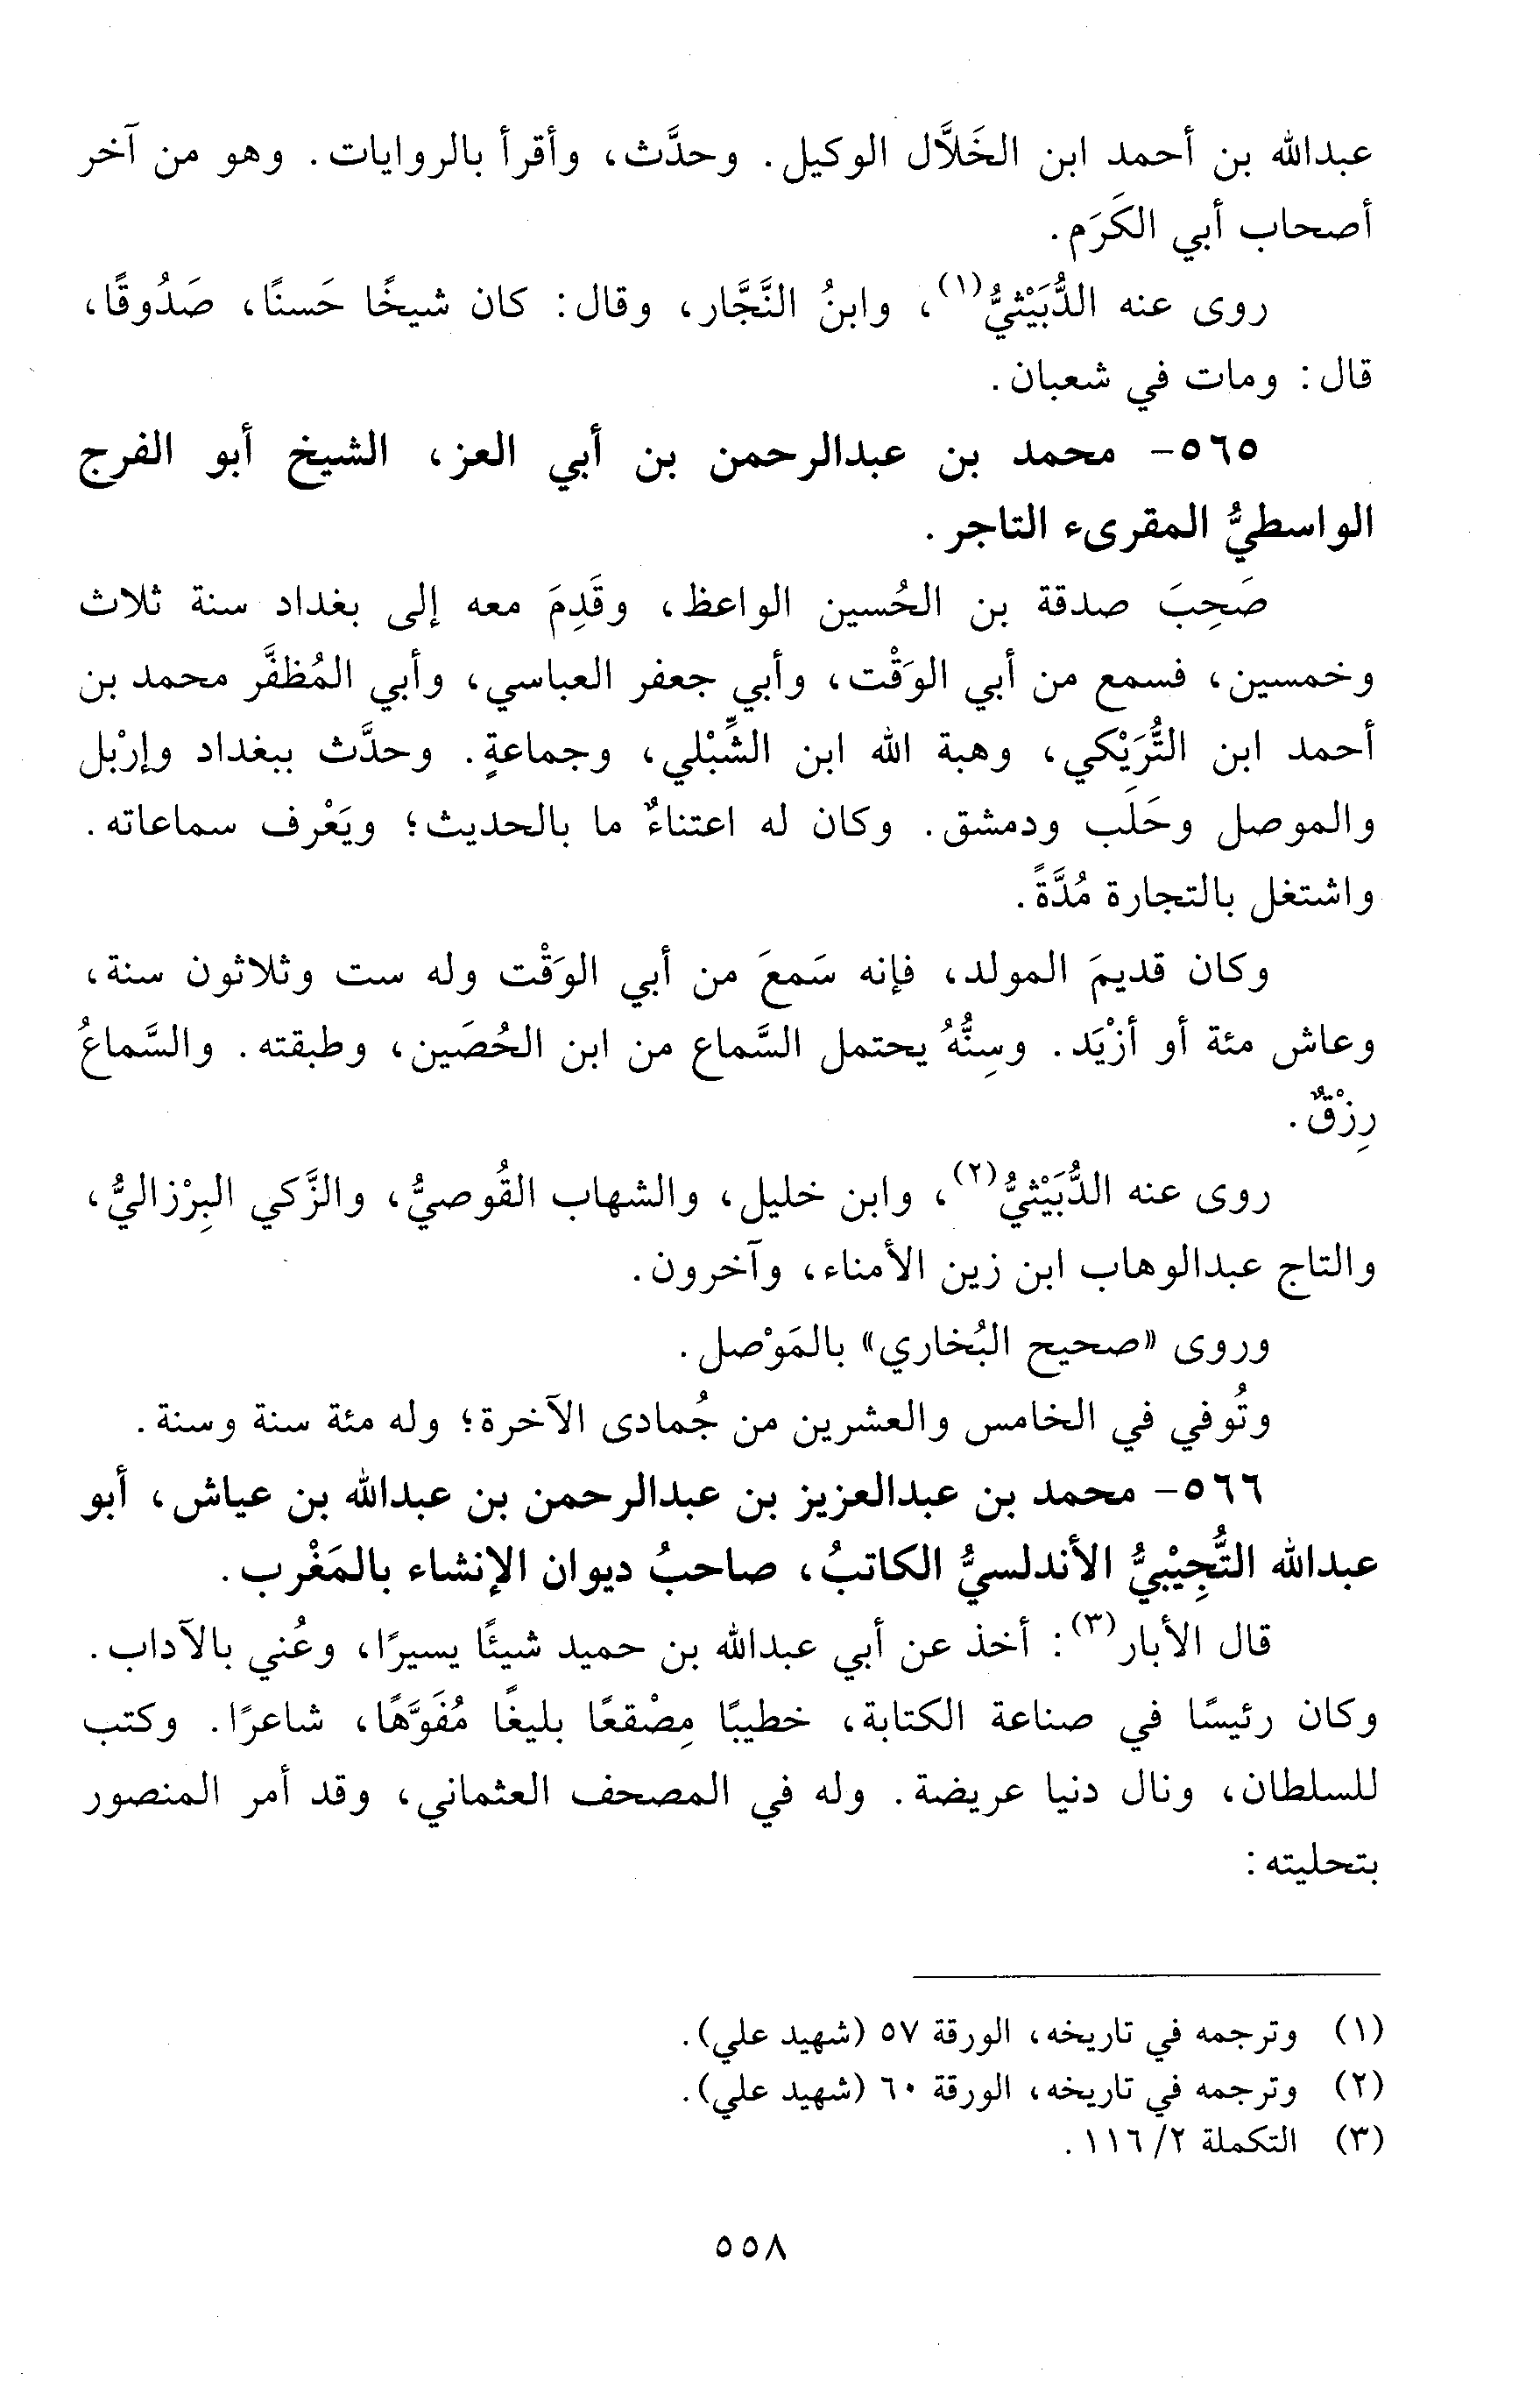 عبدالله بن أحمد ابن الخَلاَّل الوكيل. وحدَّث، وأقرأ بالروايات. وهو من آخر
أصحاب أبي الكَرَم.
روى عنه الدُّبَيْثيُّ(١)، وابنُ النَّجَّار، وقال: كان شيخًا حَسنًا، صَدُوقًا،
قال: ومات في شعبان.
٥٦٥- محمد بن عبدالرحمن بن أبي العز، الشيخ أبو الفرج
الواسطيُّ المقرىء التاجر.
صَحِبَ صدقة بن الحُسين الواعظ، وقَدِمَ معه إلى بغداد سنة ثلاث
وخمسين، فسمع من أبي الوَقْت، وأبي جعفر العباسي، وأبي المُظفَّر محمد بن
أحمد ابن التُّرَيْكي، وهبة الله ابن الشِّبْلي، وجماعةٍ. وحدَّث ببغداد وإرْبل
والموصل وحَلَب ودمشق. وكان له اعتناءٌ ما بالحديث؛ ويَعْرف سماعاته.
واشتغل بالتجارة مُدَّةً.
وكان قديمَ المولد، فإنه سَمعَ من أبي الوَقْت وله ست وثلاثون سنة،
وعاش مئة أو أزْيَد. وسِنُّهُ يحتمل السَّماع من ابن الحُصَين، وطبقته. والسَّماعُ
رِزْقٌ.
روى عنه الدُّبَيْثيُّ(٢)، وابن خليل، والشهاب القُوصيُّ، والزَّكي البِرْزاليُّ،
والتاج عبدالوهاب ابن زين الأمناء، وآخرون.
وروى «صحيح البُخاري» بالمَوْصل.
وتُوفي في الخامس والعشرين من جُمادى الآخرة؛ وله مئة سنة وسنة.
٥٦٦- محمد بن عبدالعزيز بن عبدالرحمن بن عبدالله بن عياش، أبو
عبدالله التُّجِيْبيُّ الأندلسيُّ الكاتبُ، صاحبُ ديوان الإنشاء بالمَغْرب.
قال الأبار(٣): أخذ عن أبي عبدالله بن حميد شيئًا يسيرًا، وعُني بالآداب.
وكان رئيسًا في صناعة الكتابة، خطيبًا مِصْقعًا بليغًا مُفَوَّهًا، شاعرًا. وكتب
للسلطان، ونال دنيا عريضة. وله في المصحف العثماني، وقد أمر المنصور
بتحليته:
(١) وترجمه في تاريخه، الورقة ٥٧ (شهيد علي).
(٢) وترجمه في تاريخه، الورقة ٦٠ (شهيد علي).
(٣) التكملة ٢/ ١١٦.
٥٥٨